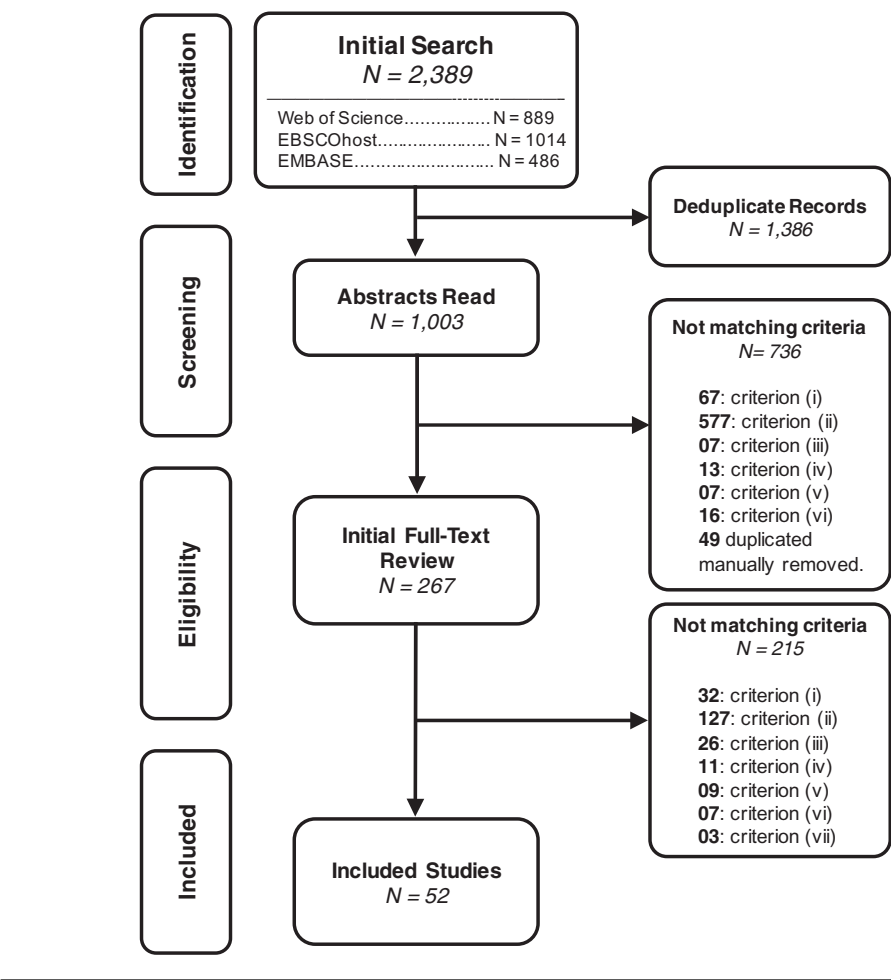 Identification
Initial Search
N = 2,389
Web of Science................. N = 889
EBSCOhost....................... N = 1014
EMBASE............................ N = 486
Deduplicate Records
N = 1,386
Screening
Abstracts Read
N = 1,003
Not matching criteria
N= 736
67: criterion (i)
577: criterion (ii)
07: criterion (iii)
13: criterion (iv)
07: criterion (v)
16: criterion (vi)
49 duplicated
manually removed.
Eligibility
Initial Full-Text
Review
N = 267
Not matching criteria
N = 215
32: criterion (i)
127: criterion (ii)
26: criterion (iii)
11: criterion (iv)
09: criterion (v)
07: criterion (vi)
03: criterion (vii)
Included
Included Studies
N = 52